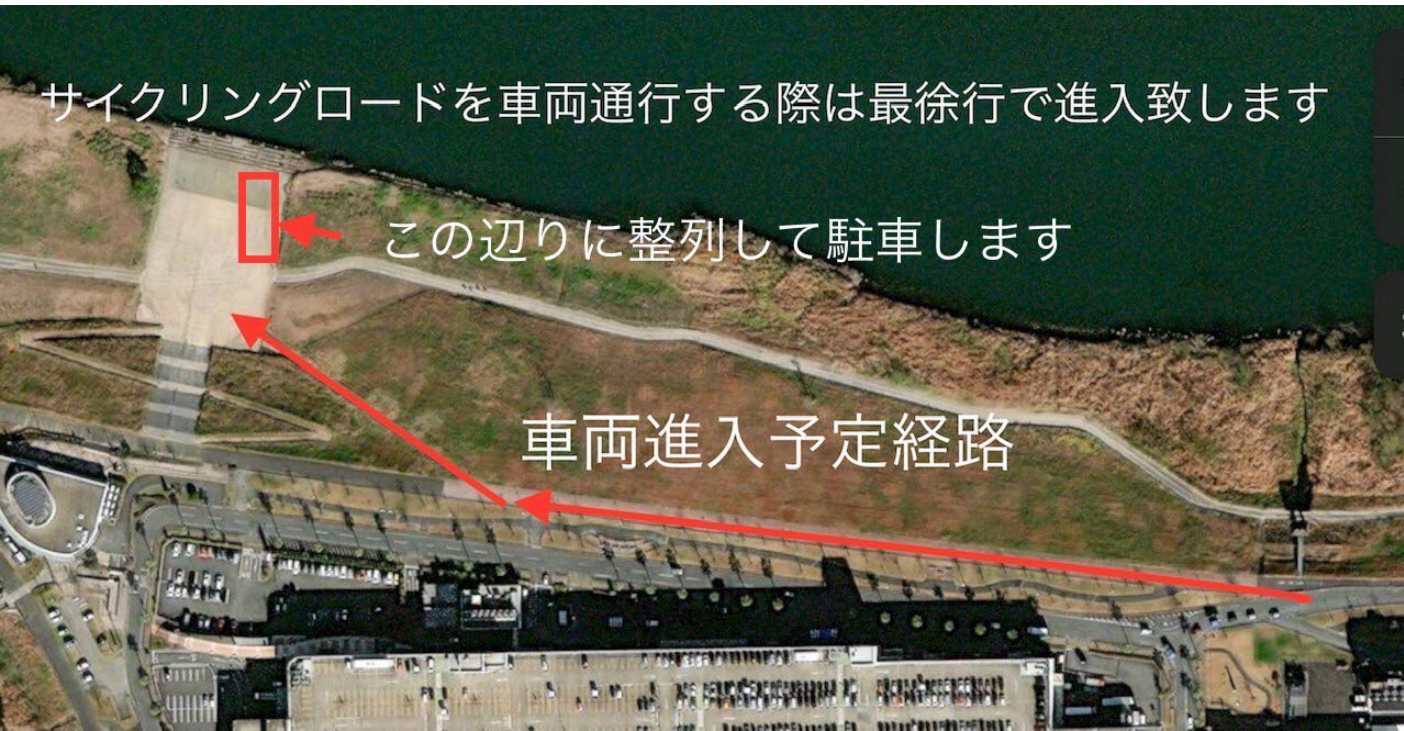 サイクリングロードを車両通行する際は最徐行で進入致します
この辺りに整列して駐車します
車両進入予定経路